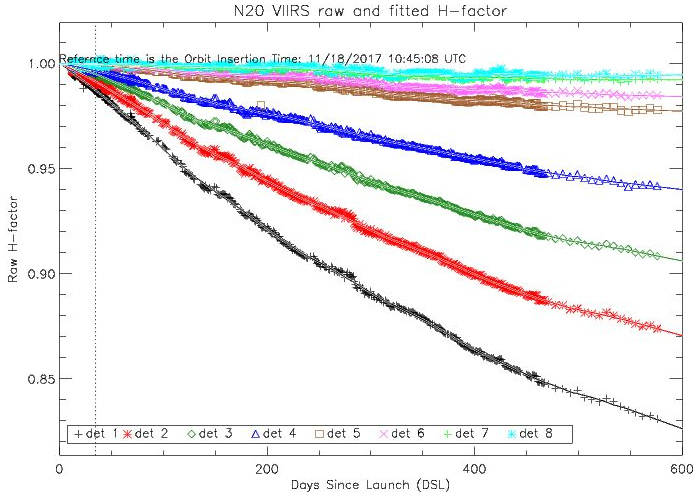 N20 VIIRS raw and fitted H-factor
Raw H-factor
1.00
0.95
0.90
0.85
Referrce time is the Orbit Insertion Time: 11/18/2017 10:45:08 UTC
det 1 det 2 det 3 det 4 det 5 det 6 det 7 det 8
0 200 400 600
Days Since Launch (DSL)